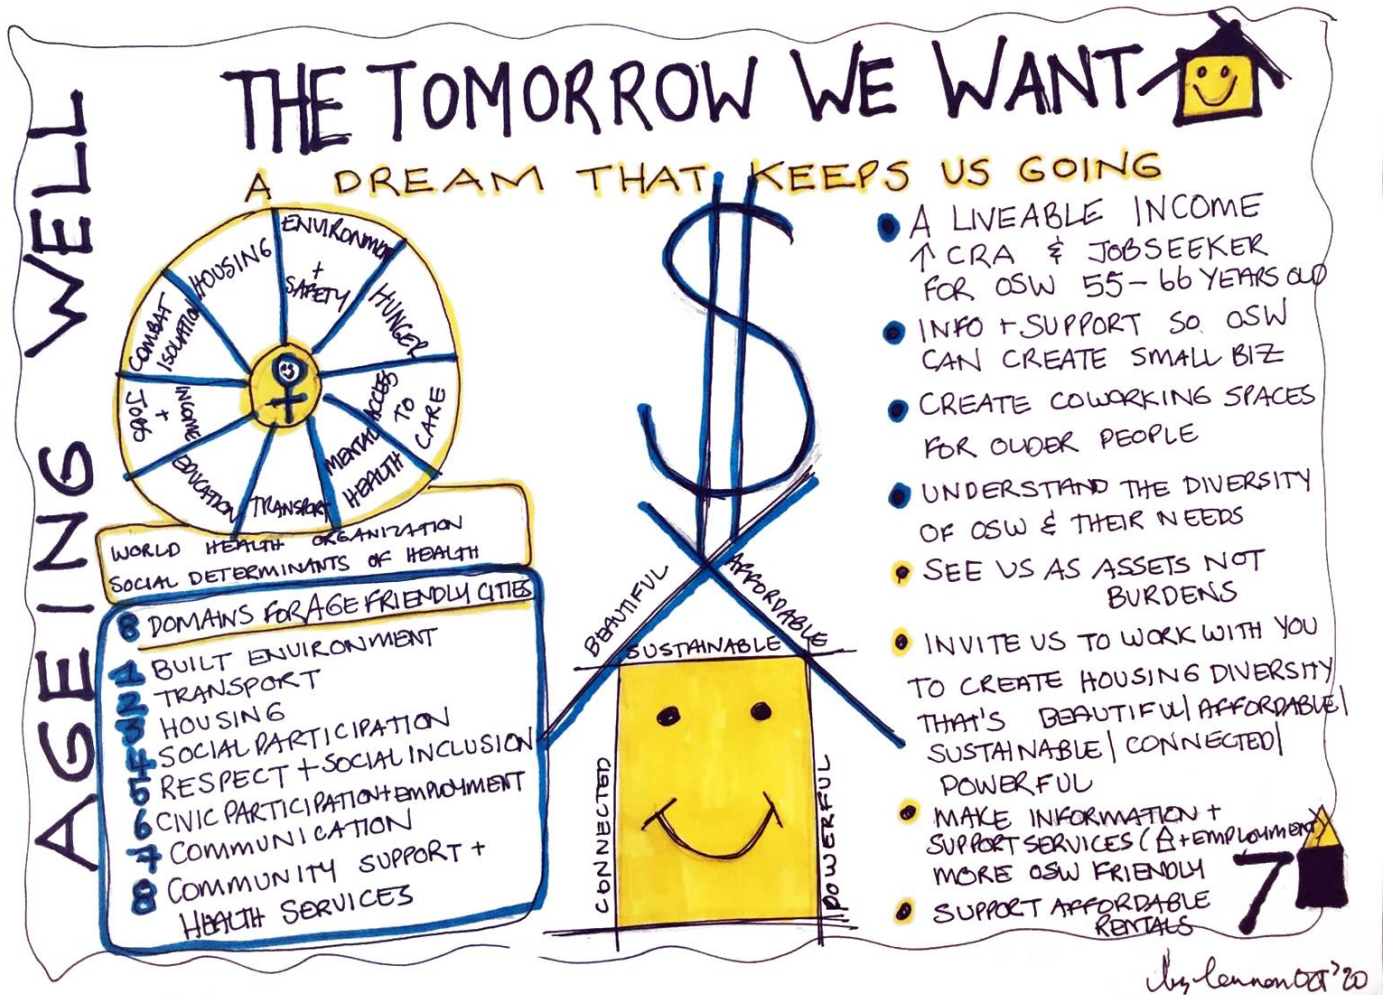 THE TOMORROW WE WANT
A DREAM THAT KEEPS US GOING
AGEING WELL
HOUSING
ENVIRONMENT
+
SAFETY
HUNGER
ACCESS
TO
CARE
MENTAL
HEALTH
TRANSPORT
EDUCATION
INCOME
+
JOBS
COMBAT
ISOLATION
WORLD HEALTH ORGANIZATION
SOCIAL DETERMINANTS OF HEALTH
8 DOMAINS FOR AGE FRIENDLY CITIES
1 BUILT ENVIRONMENT
2 TRANSPORT
3 HOUSING
4 SOCIAL PARTICIPATION
5 RESPECT + SOCIAL INCLUSION
6 CIVIC PARTICIPATION + EMPLOYMENT
7 COMMUNICATION
8 COMMUNITY SUPPORT +
HEALTH SERVICES
$
BEAUTIFUL
AFFORDABLE
SUSTAINABLE
CONNECTED
POWERFUL
A LIVEABLE INCOME
↑ CRA & JOBSEEKER
FOR OSW 55-66 YEARS OLD
INFO + SUPPORT SO OSW
CAN CREATE SMALL BIZ
CREATE COWORKING SPACES
FOR OLDER PEOPLE
UNDERSTAND THE DIVERSITY
OF OSW & THEIR NEEDS
SEE US AS ASSETS NOT
BURDENS
INVITE US TO WORK WITH YOU
TO CREATE HOUSING DIVERSITY
THAT'S BEAUTIFUL | AFFORDABLE |
SUSTAINABLE | CONNECTED |
POWERFUL
MAKE INFORMATION +
SUPPORT SERVICES ( + EMPLOYMENT)
MORE OSW FRIENDLY
SUPPORT AFFORDABLE
RENTALS
7
Lennon OCT '20